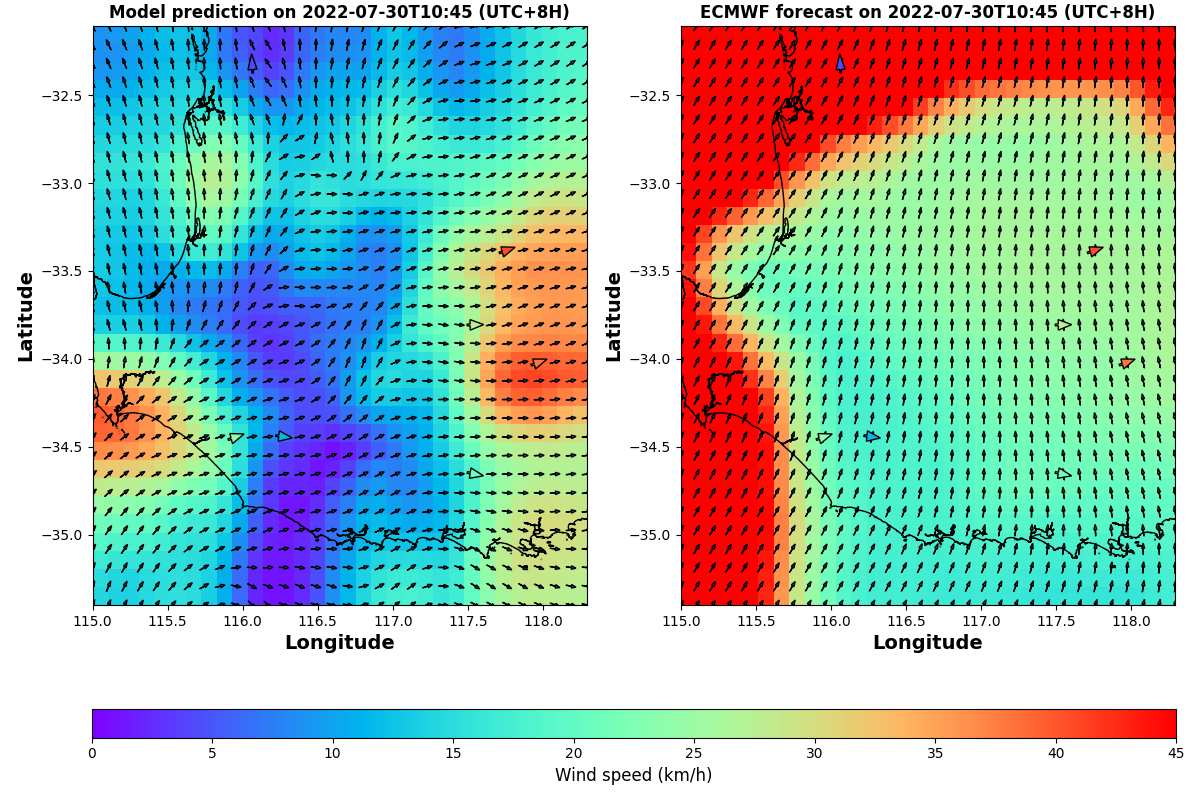 Model prediction on 2022-07-30T10:45 (UTC+8H)
ECMWF forecast on 2022-07-30T10:45 (UTC+8H)
−32.5
−33.0
−33.5
−34.0
−34.5
−35.0
Latitude
115.0 115.5 116.0 116.5 117.0 117.5 118.0
Longitude
−32.5
−33.0
−33.5
−34.0
−34.5
−35.0
Latitude
115.0 115.5 116.0 116.5 117.0 117.5 118.0
Longitude
0 5 10 15 20 25 30 35 40 45
Wind speed (km/h)